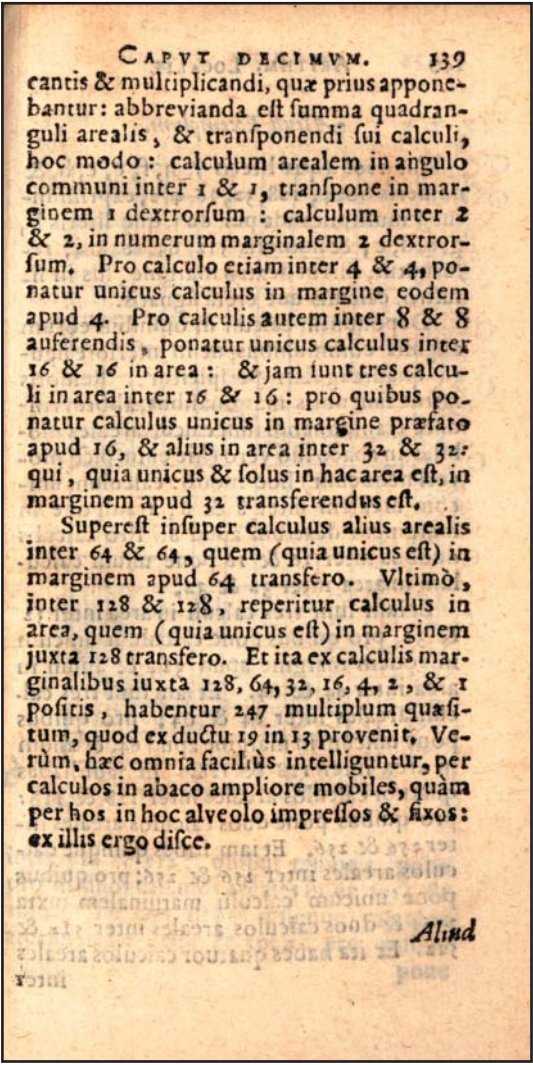 CAPVT DECIMVM. 139
cantis & multiplicandi, quæ prius appone-
bantur: abbrevianda eſt ſumma quadran-
guli arealis, & tranſponendi ſui calculi,
hoc modo: calculum arealem in angulo
communi inter 1 & 1, tranſpone in mar-
ginem 1 dextrorſum: calculum inter 2
& 2, in numerum marginalem 2 dextror-
ſum. Pro calculo etiam inter 4 & 4, po-
natur unicus calculus in margine eodem
apud 4. Pro calculis autem inter 8 & 8
auferendis, ponatur unicus calculus inter
16 & 16 in area: & jam ſunt tres calcu-
li in area inter 16 & 16: pro quibus po-
natur calculus unicus in margine præfato
apud 16, & alius in area inter 32 & 32:
qui, quia unicus & ſolus in hac area eſt, in
marginem apud 32 transferendus eſt.
Supereſt inſuper calculus alius arealis
inter 64 & 64, quem (quia unicus eſt) in
marginem apud 64 transfero. Vltimò,
inter 128 & 128, reperitur calculus in
area, quem (quia unicus eſt) in marginem
juxta 128 transfero. Et ita ex calculis mar-
ginalibus iuxta 128, 64, 32, 16, 4, 2, & 1
poſitis, habentur 247 multiplum quæſi-
tum, quod ex ductu 19 in 13 provenit. Ve-
rùm, hæc omnia faciliùs intelliguntur, per
calculos in abaco ampliore mobiles, quàm
per hos in hoc alveolo impreſſos & fixos:
ex illis ergo diſce.
Aliud